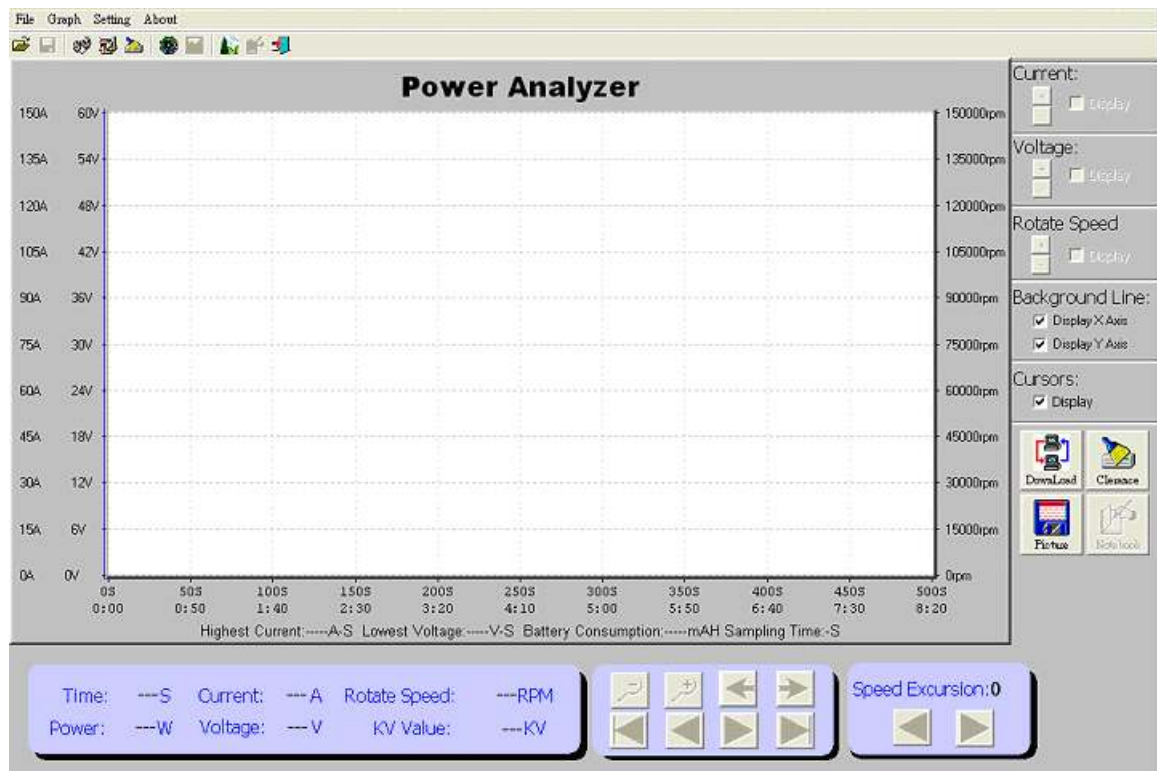 File Graph Setting About
Power Analyzer
150A 60V 150000rpm
135A 54V 135000rpm
120A 48V 120000rpm
105A 42V 105000rpm
90A 36V 90000rpm
75A 30V 75000rpm
60A 24V 60000rpm
45A 18V 45000rpm
30A 12V 30000rpm
15A 6V 15000rpm
0A 0V 0rpm
0S 50S 100S 150S 200S 250S 300S 350S 400S 450S 500S
0:00 0:50 1:40 2:30 3:20 4:10 5:00 5:50 6:40 7:30 8:20
Highest Current:-----A-S Lowest Voltage:-----V-S Battery Consumption:-----mAH Sampling Time:-S
Current:
Display
Voltage:
Display
Rotate Speed
Display
Background Line:
Display X Axis
Display Y Axis
Cursors:
Display
DownLoad Clearace
Picture Notebook
Time: ---S Current: --- A Rotate Speed: ---RPM
Power: ---W Voltage: --- V KV Value: ---KV
Speed Excursion:0